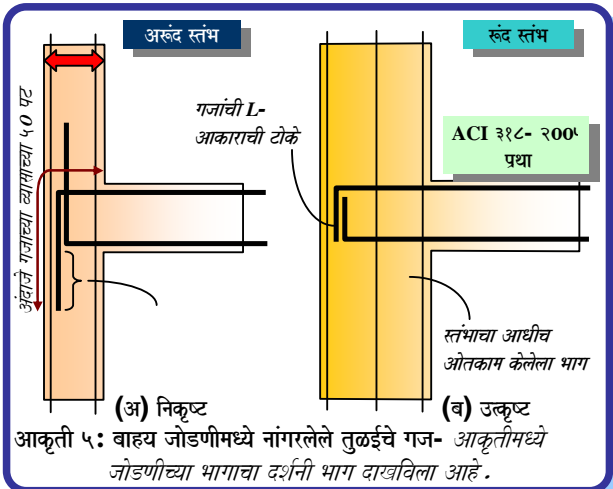 अरूंद स्तंभ
रूंद स्तंभ
गजांची L-
आकाराची टोके
ACI ३१८- २००५
प्रथा
अंदाजे गजाच्या व्यासाच्या ५० पट
स्तंभाचा आधीच
ओतकाम केलेला भाग
(अ) निकृष्ट
(ब) उत्कृष्ट
आकृती ५: बाहय जोडणीमध्ये नांगरलेले तुळईचे गज- आकृतीमध्ये
जोडणीच्या भागाचा दर्शनी भाग दाखविला आहे.